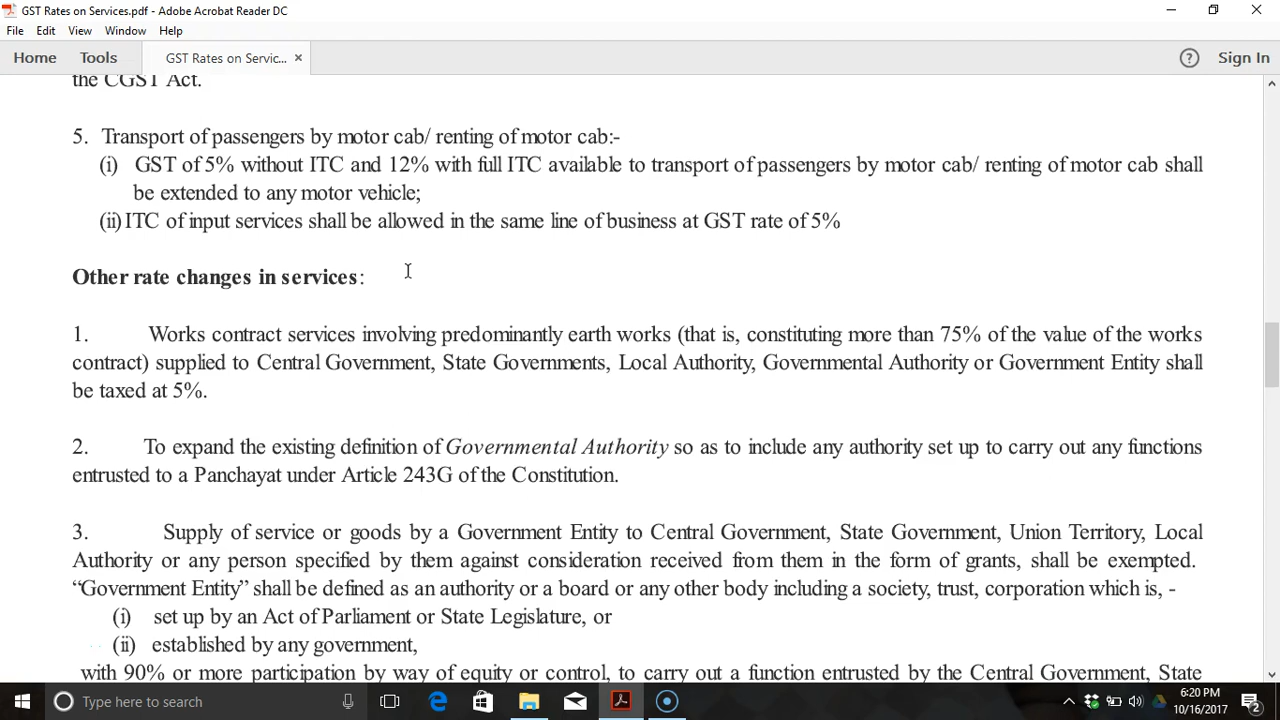 GST Rates on Services.pdf - Adobe Acrobat Reader DC
File Edit View Window Help
Home Tools GST Rates on Servic... × ? Sign In
the CGST Act.
5. Transport of passengers by motor cab/ renting of motor cab:-
(i) GST of 5% without ITC and 12% with full ITC available to transport of passengers by motor cab/ renting of motor cab shall
be extended to any motor vehicle;
(ii) ITC of input services shall be allowed in the same line of business at GST rate of 5%
Other rate changes in services:
1. Works contract services involving predominantly earth works (that is, constituting more than 75% of the value of the works
contract) supplied to Central Government, State Governments, Local Authority, Governmental Authority or Government Entity shall
be taxed at 5%.
2. To expand the existing definition of Governmental Authority so as to include any authority set up to carry out any functions
entrusted to a Panchayat under Article 243G of the Constitution.
3. Supply of service or goods by a Government Entity to Central Government, State Government, Union Territory, Local
Authority or any person specified by them against consideration received from them in the form of grants, shall be exempted.
“Government Entity” shall be defined as an authority or a board or any other body including a society, trust, corporation which is, -
(i) set up by an Act of Parliament or State Legislature, or
(ii) established by any government,
with 90% or more participation by way of equity or control, to carry out a function entrusted by the Central Government, State
Type here to search
6:20 PM
10/16/2017
2